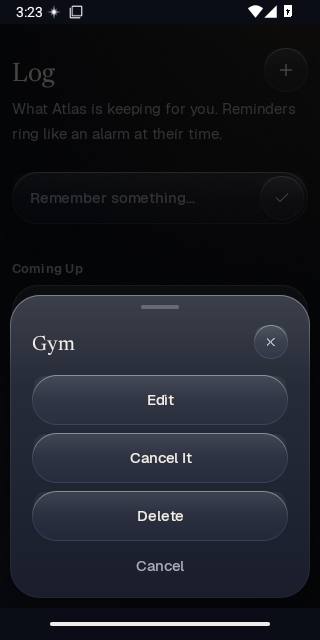 3:23
Log
What Atlas is keeping for you. Reminders
ring like an alarm at their time.
Remember something...
Coming Up
Gym
Edit
Cancel It
Delete
Cancel